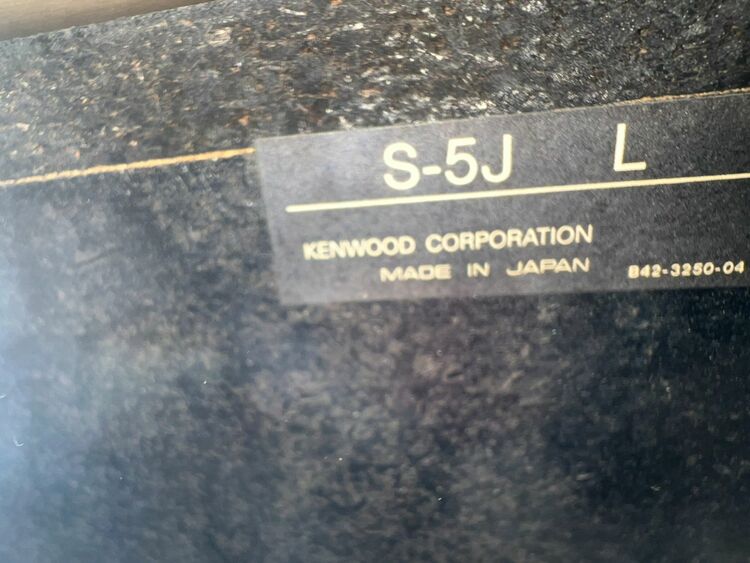 S-5J L
KENWOOD CORPORATION
MADE IN JAPAN B42-3250-04